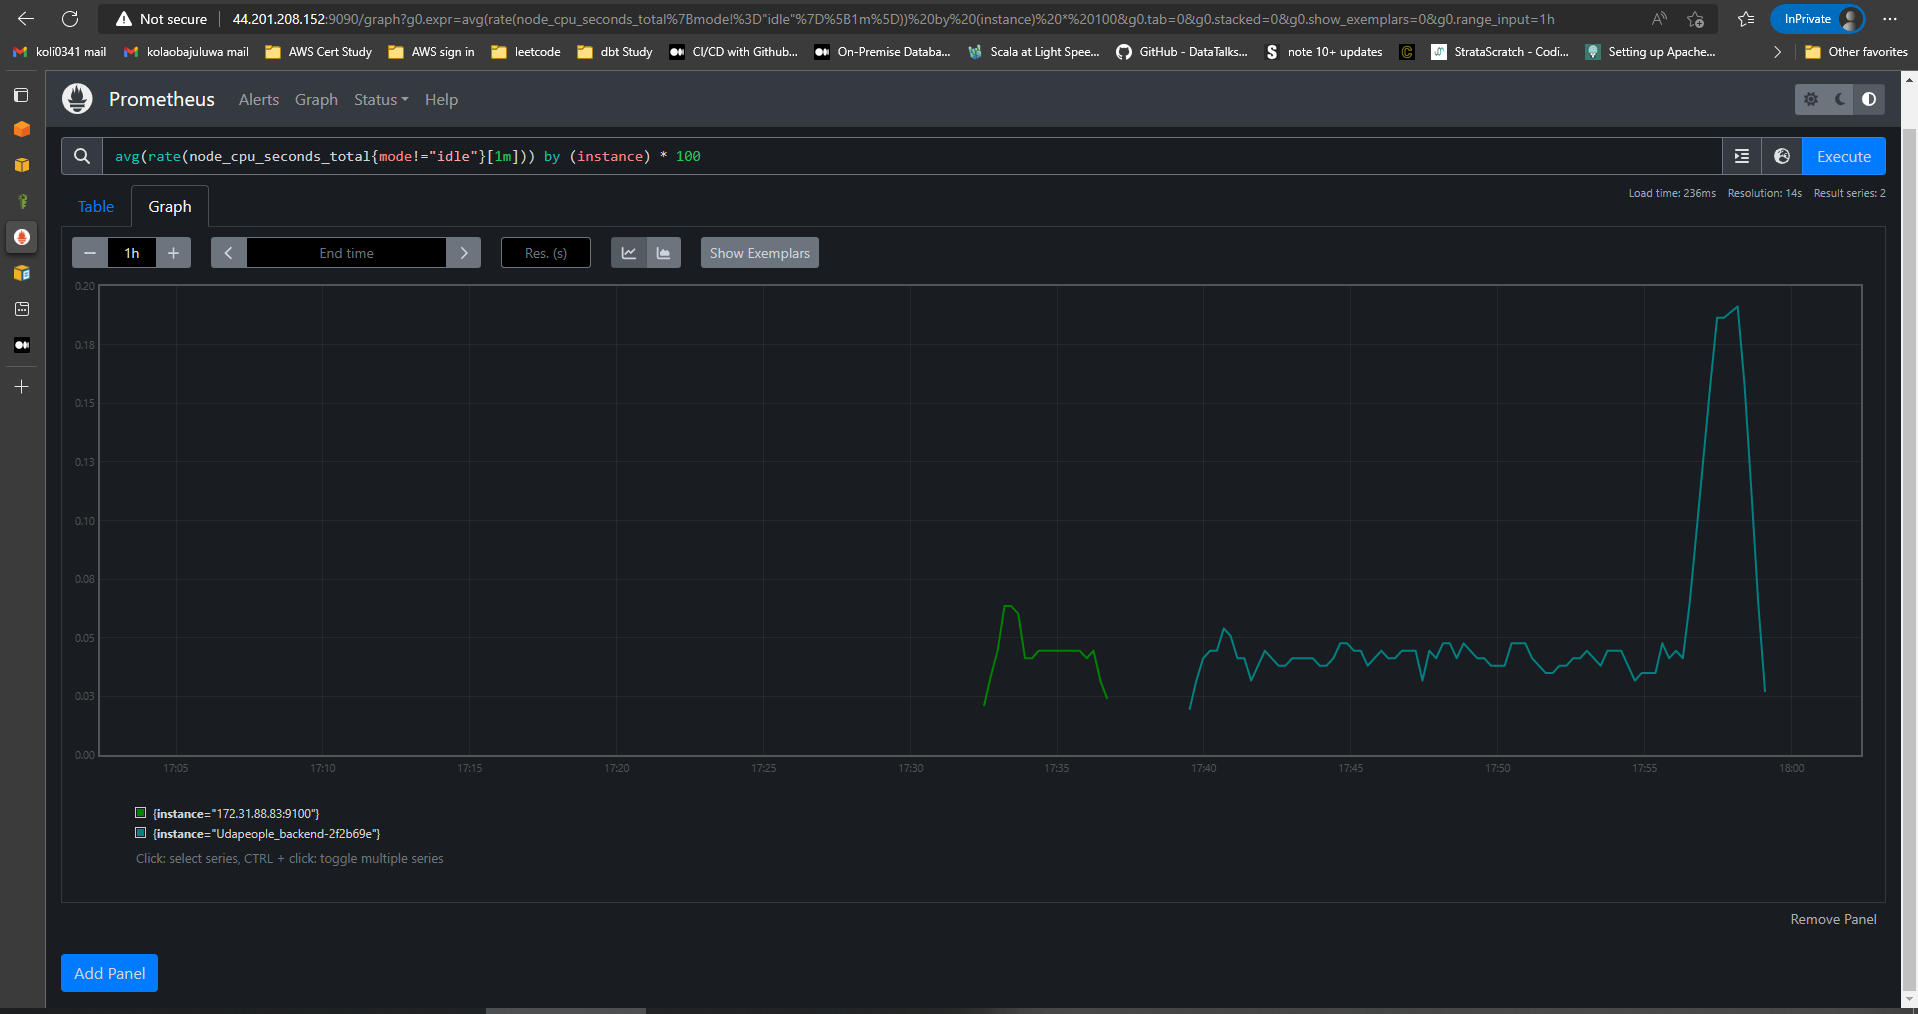 Not secure
44.201.208.152:9090/graph?g0.expr=avg(rate(node_cpu_seconds_total%7Bmode!%3D"idle"%7D%5B1m%5D))%20by%20(instance)%20*%20100&g0.tab=0&g0.stacked=0&g0.show_exemplars=0&g0.range_input=1h
InPrivate
koli0341 mail
kolaobajuluwa mail
AWS Cert Study
AWS sign in
leetcode
dbt Study
CI/CD with Github...
On-Premise Databa...
Scala at Light Spee...
GitHub - DataTalks...
note 10+ updates
StrataScratch - Codi...
Setting up Apache...
Other favorites
Prometheus
Alerts
Graph
Status
Help
avg(rate(node_cpu_seconds_total{mode!="idle"}[1m])) by (instance) * 100
Execute
Load time: 236ms Resolution: 14s Result series: 2
Table
Graph
1h
End time
Res. (s)
Show Exemplars
0.20
0.18
0.15
0.13
0.10
0.08
0.05
0.03
0.00
17:05 17:10 17:15 17:20 17:25 17:30 17:35 17:40 17:45 17:50 17:55 18:00
{instance="172.31.88.83:9100"}
{instance="Udapeople_backend-2f2b69e"}
Click: select series, CTRL + click: toggle multiple series
Remove Panel
Add Panel